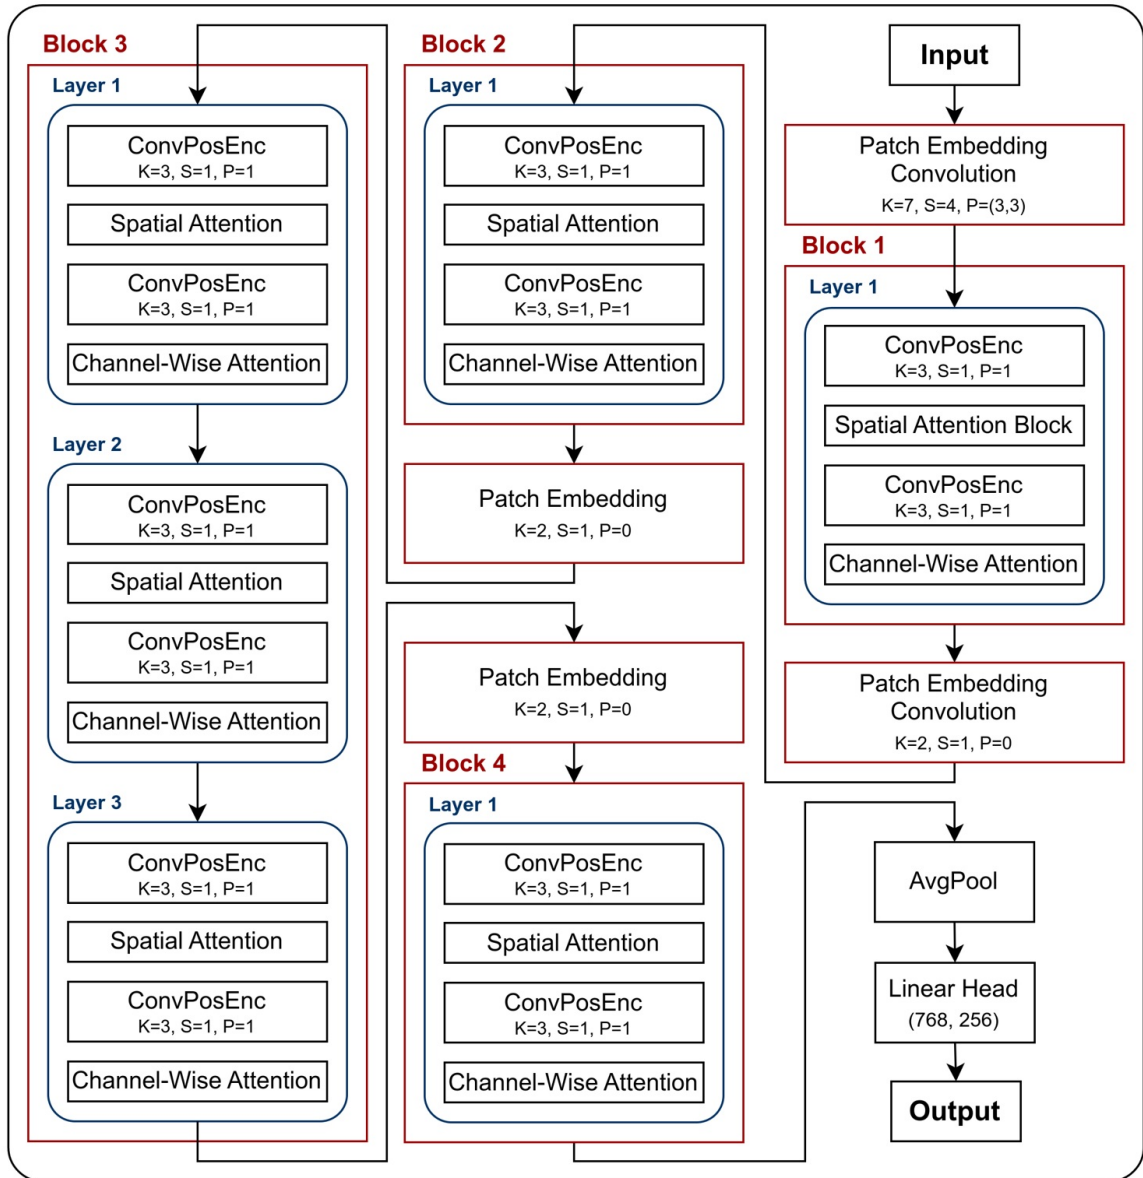 Input
Patch Embedding
Convolution
K=7, S=4, P=(3,3)
Block 1
Layer 1
ConvPosEnc
K=3, S=1, P=1
Spatial Attention Block
ConvPosEnc
K=3, S=1, P=1
Channel-Wise Attention
Patch Embedding
Convolution
K=2, S=1, P=0
Block 2
Layer 1
ConvPosEnc
K=3, S=1, P=1
Spatial Attention
ConvPosEnc
K=3, S=1, P=1
Channel-Wise Attention
Patch Embedding
K=2, S=1, P=0
Block 3
Layer 1
ConvPosEnc
K=3, S=1, P=1
Spatial Attention
ConvPosEnc
K=3, S=1, P=1
Channel-Wise Attention
Layer 2
ConvPosEnc
K=3, S=1, P=1
Spatial Attention
ConvPosEnc
K=3, S=1, P=1
Channel-Wise Attention
Layer 3
ConvPosEnc
K=3, S=1, P=1
Spatial Attention
ConvPosEnc
K=3, S=1, P=1
Channel-Wise Attention
Patch Embedding
K=2, S=1, P=0
Block 4
Layer 1
ConvPosEnc
K=3, S=1, P=1
Spatial Attention
ConvPosEnc
K=3, S=1, P=1
Channel-Wise Attention
AvgPool
Linear Head
(768, 256)
Output